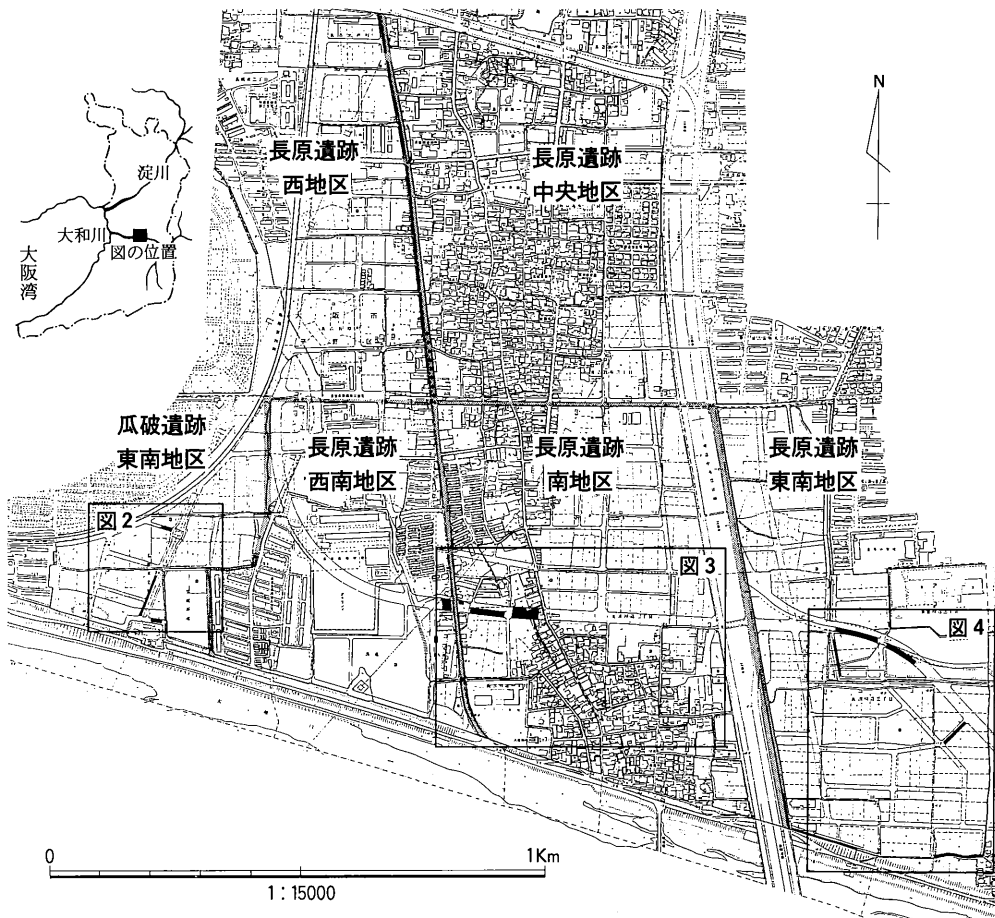 N
淀川
大和川
図の位置
大阪湾
長原遺跡
西地区
長原遺跡
中央地区
瓜破遺跡
東南地区
長原遺跡
西南地区
長原遺跡
南地区
長原遺跡
東南地区
図2
図3
図4
0
1Km
1:15000